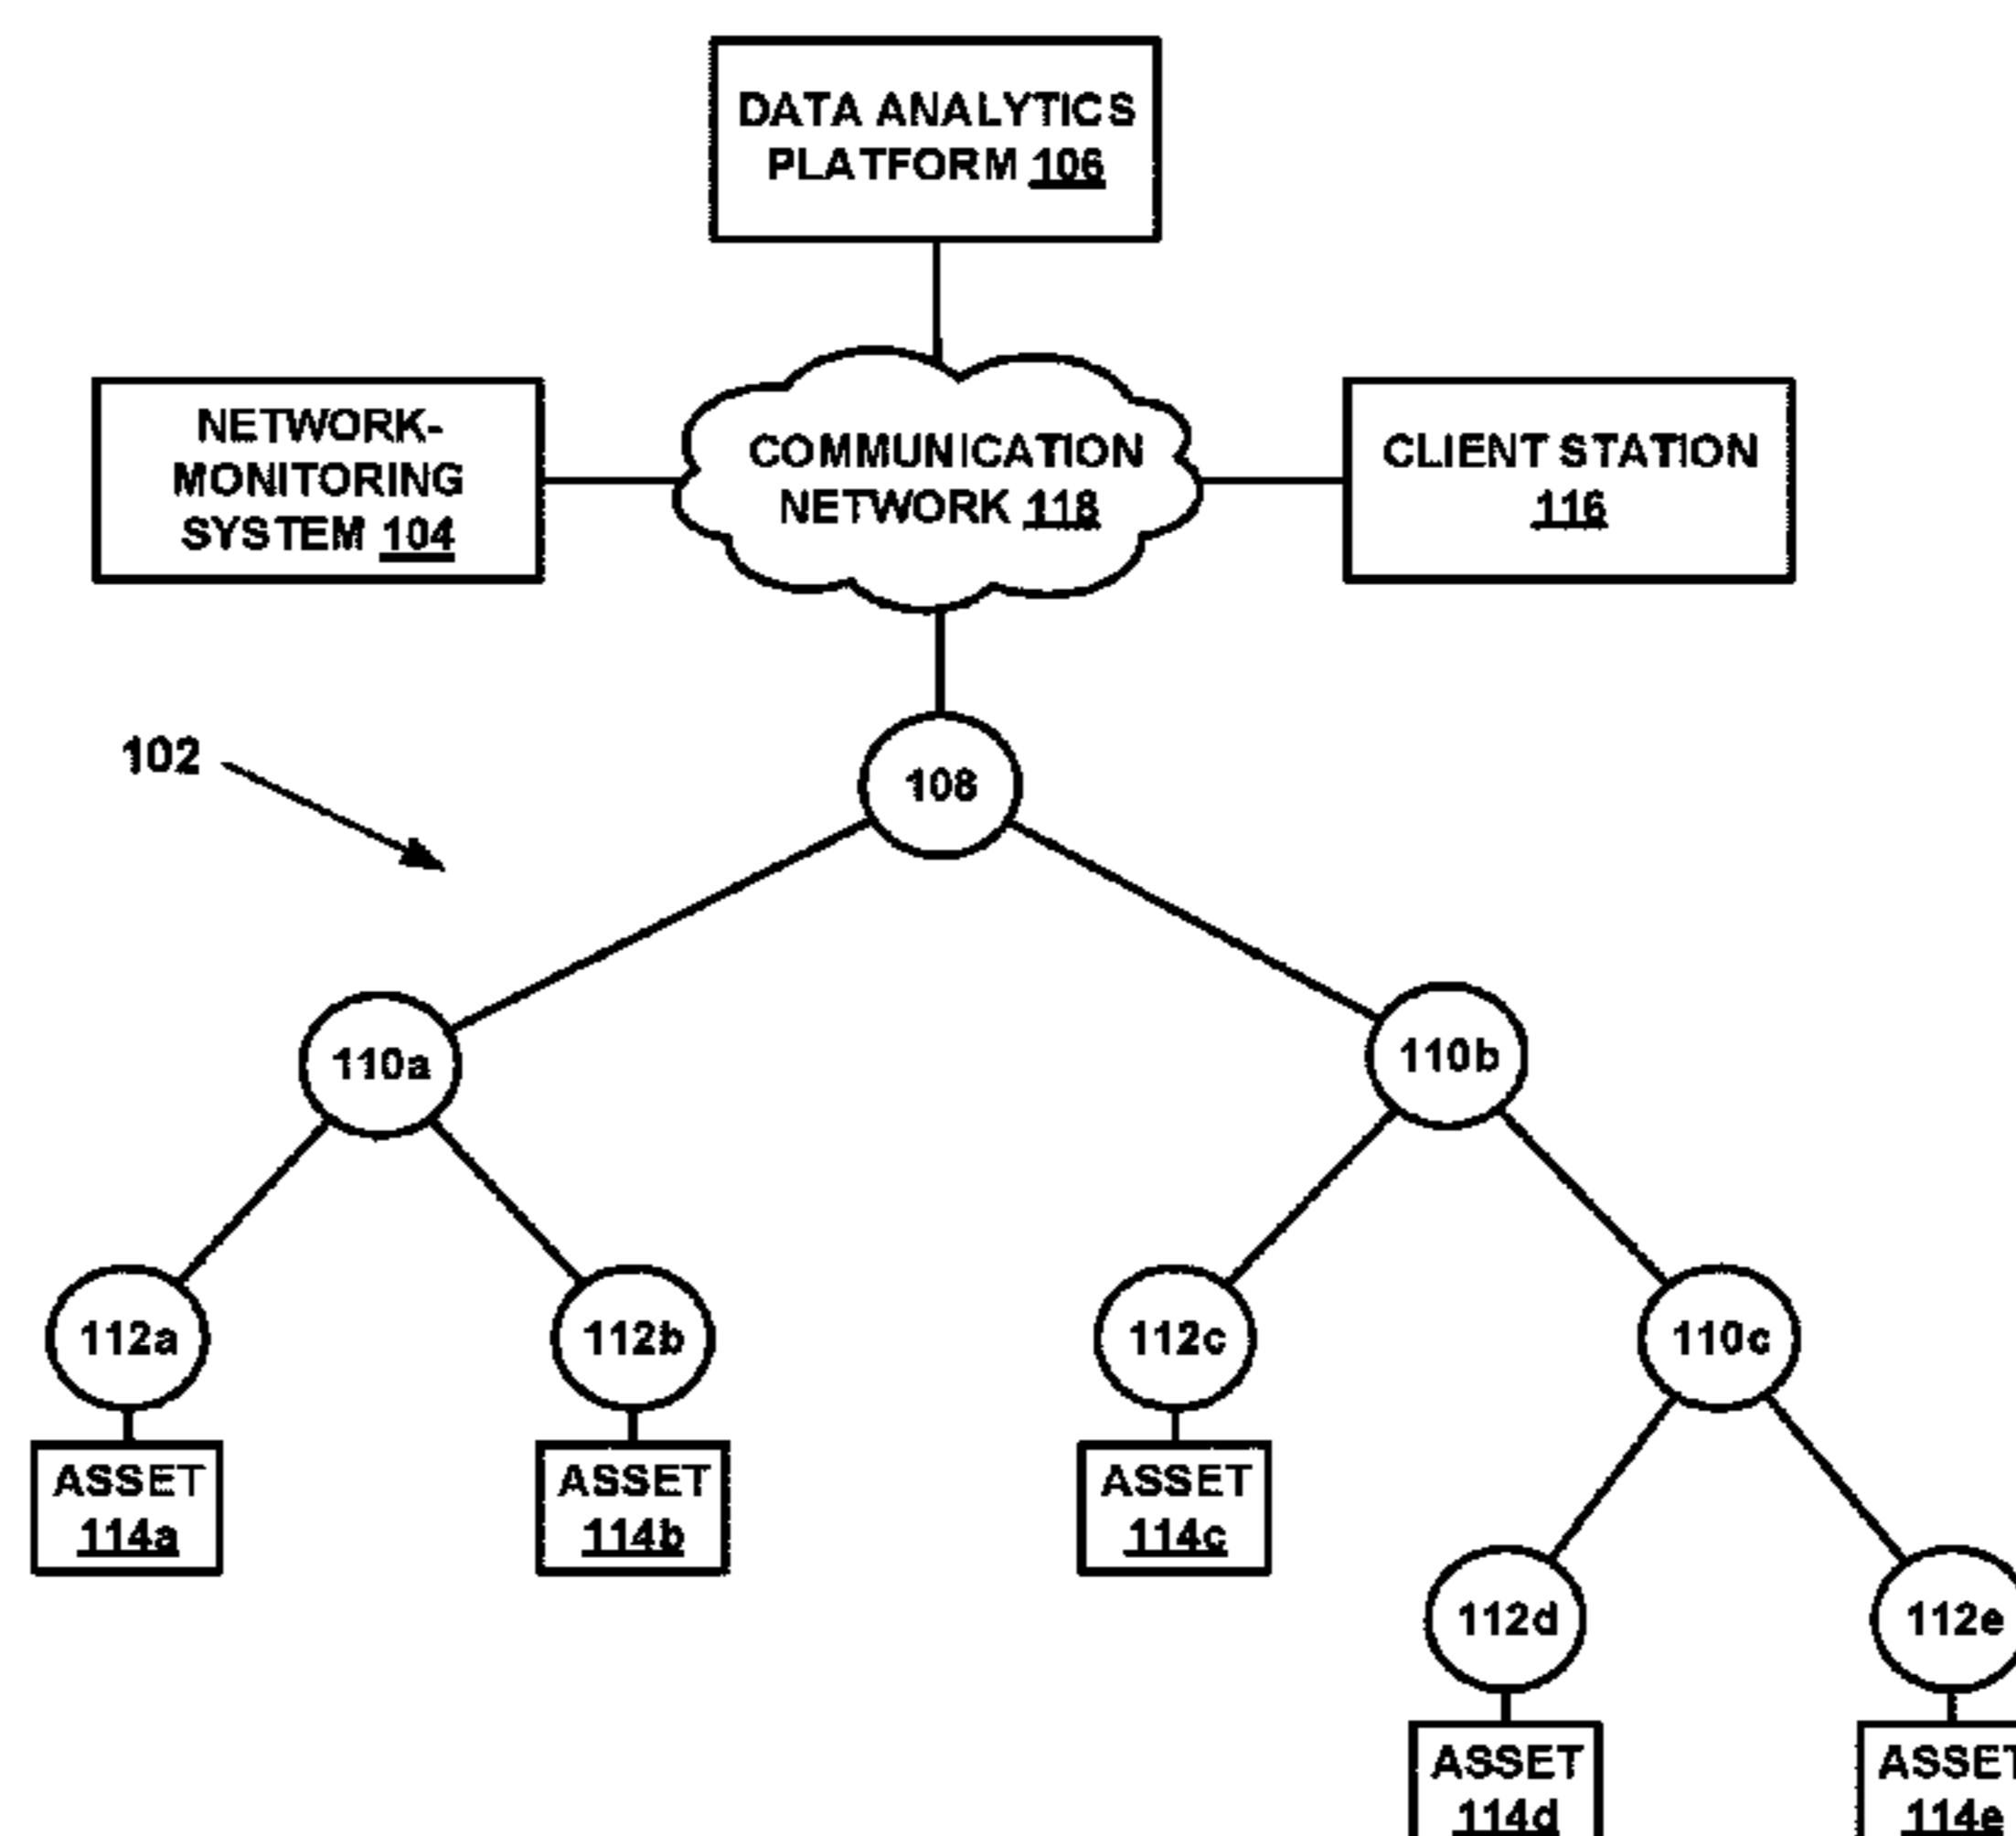 DATA ANALYTICS
PLATFORM 106
NETWORK-
MONITORING
SYSTEM 104
COMMUNICATION
NETWORK 118
CLIENT STATION
116
102
108
110a
110b
112a
112b
112c
110c
ASSET
114a
ASSET
114b
ASSET
114c
112d
112e
ASSET
114d
ASSET
114e